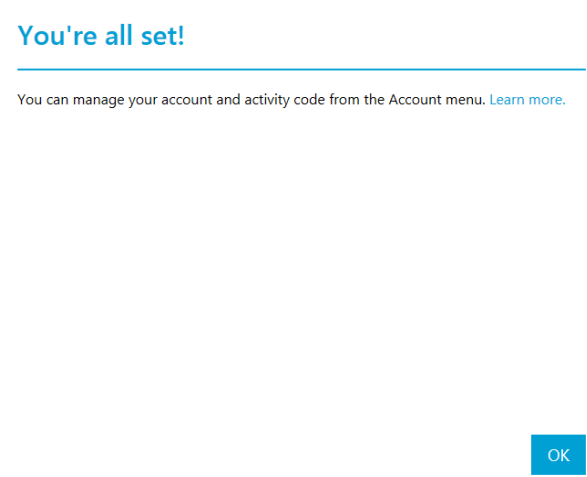 You're all set!
You can manage your account and activity code from the Account menu. Learn more.
OK